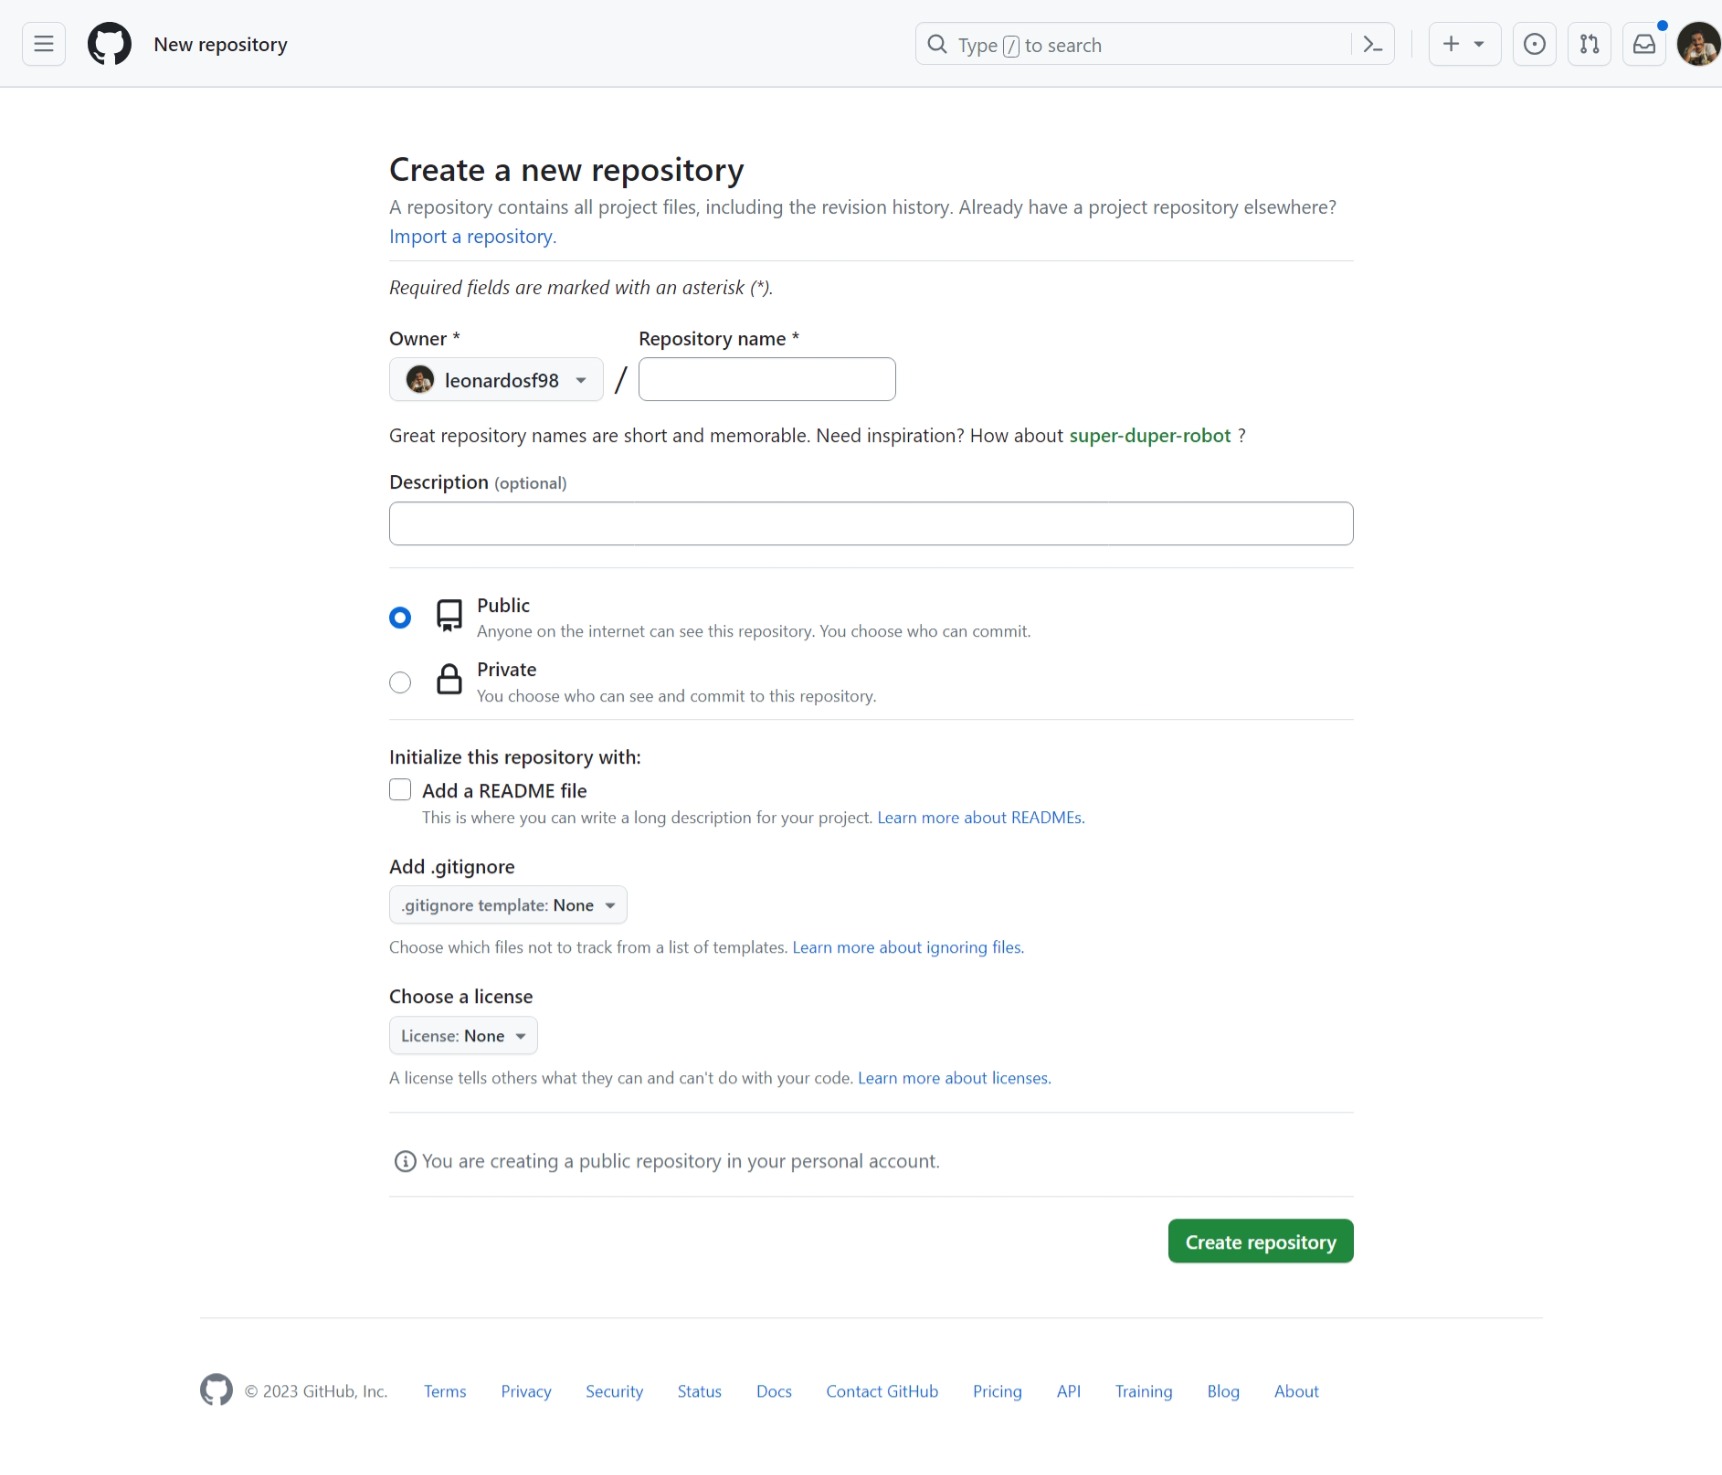 New repository
Type / to search
Create a new repository
A repository contains all project files, including the revision history. Already have a project repository elsewhere?
Import a repository.
Required fields are marked with an asterisk (*).
Owner *
Repository name *
leonardosf98
/
Great repository names are short and memorable. Need inspiration? How about super-duper-robot ?
Description (optional)
Public
Anyone on the internet can see this repository. You choose who can commit.
Private
You choose who can see and commit to this repository.
Initialize this repository with:
Add a README file
This is where you can write a long description for your project. Learn more about READMEs.
Add .gitignore
.gitignore template: None
Choose which files not to track from a list of templates. Learn more about ignoring files.
Choose a license
License: None
A license tells others what they can and can't do with your code. Learn more about licenses.
You are creating a public repository in your personal account.
Create repository
© 2023 GitHub, Inc. Terms Privacy Security Status Docs Contact GitHub Pricing API Training Blog About